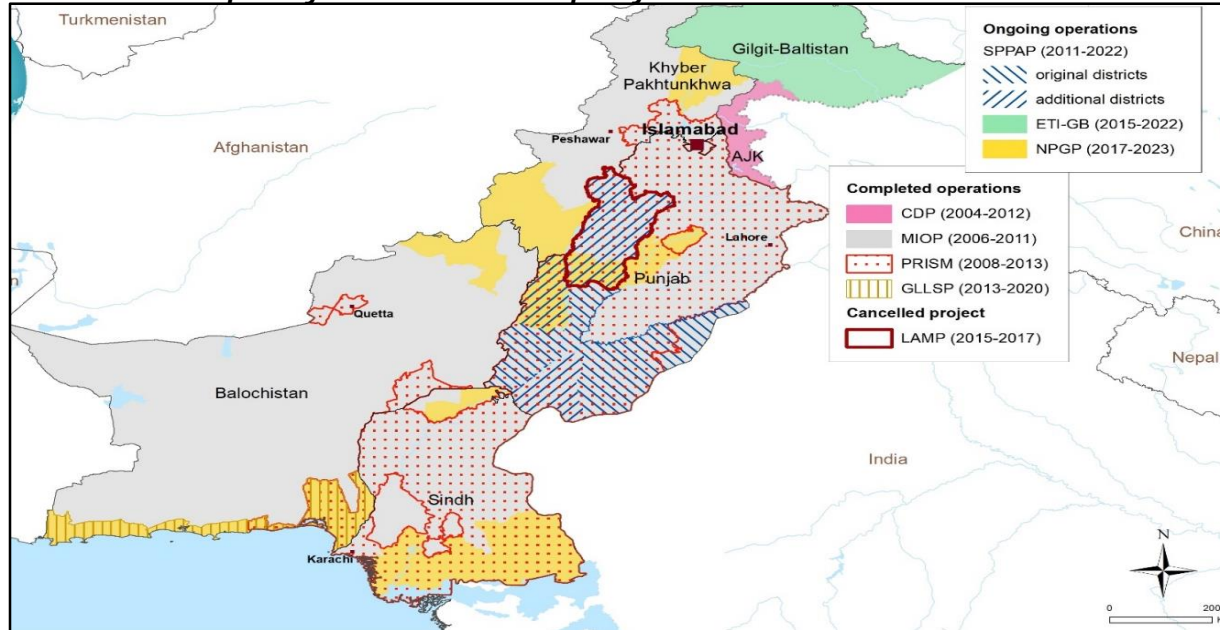 Turkmenistan
Afghanistan
Gilgit-Baltistan
Khyber
Pakhtunkhwa
Peshawar
Islamabad
AJK
Lahore
Punjab
Quetta
Balochistan
Sindh
Karachi
India
China
Nepal
Ongoing operations
SPPAP (2011-2022)
original districts
additional districts
ETI-GB (2015-2022)
NPGP (2017-2023)
Completed operations
CDP (2004-2012)
MIOP (2006-2011)
PRISM (2008-2013)
GLLSP (2013-2020)
Cancelled project
LAMP (2015-2017)
N
0 200